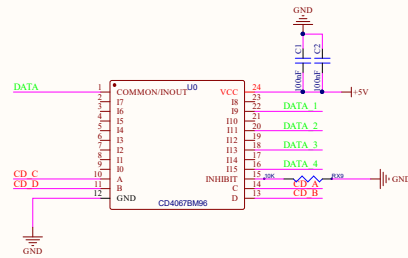 GND
C1
C2
100nF
100nF
+5V
U0
DATA 1 COMMON/INOUT VCC 24
2 I7 I8 23
3 I6 I9 22 DATA_1
4 I5 I10 21
5 I4 I11 20 DATA_2
6 I3 I12 19
7 I2 I13 18 DATA_3
8 I1 I14 17
9 I0 I15 16 DATA_4
CD_C 10 A INHIBIT 15 10K RX9 GND
CD_D 11 B C 14 CD_A
12 GND D 13 CD_B
CD4067BM96
GND